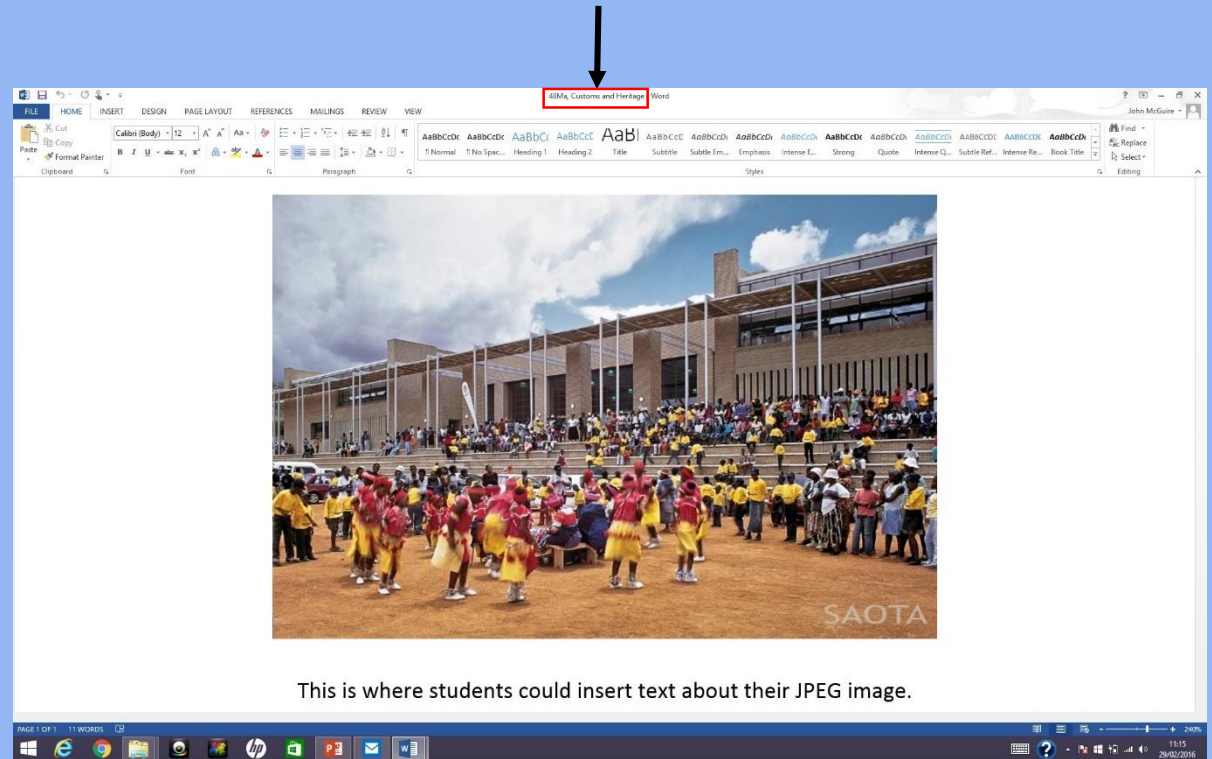 48Ma, Customs and Heritage - Word
? 
John McGuire
FILE HOME INSERT DESIGN PAGE LAYOUT REFERENCES MAILINGS REVIEW VIEW
Paste
Cut
Copy
Format Painter
Clipboard
Calibri (Body) 12
Font
Paragraph
AaBbCcDc AaBbCcDc AaBbCc AaBbCcC AaBl AaBbCcC AaBbCcDc AaBbCcDc AaBbCcDc AaBbCcDc AaBbCcDc AaBbCcDc AaBbCcDc AaBbCcDc AaBbCcDc
¶ Normal ¶ No Spac... Heading 1 Heading 2 Title Subtitle Subtle Em... Emphasis Intense E... Strong Quote Intense Q... Subtle Ref... Intense Re... Book Title
Styles
Find
Replace
Select
Editing
SAOTA
This is where students could insert text about their JPEG image.
PAGE 1 OF 1 11 WORDS
240%
11:15
29/02/2016